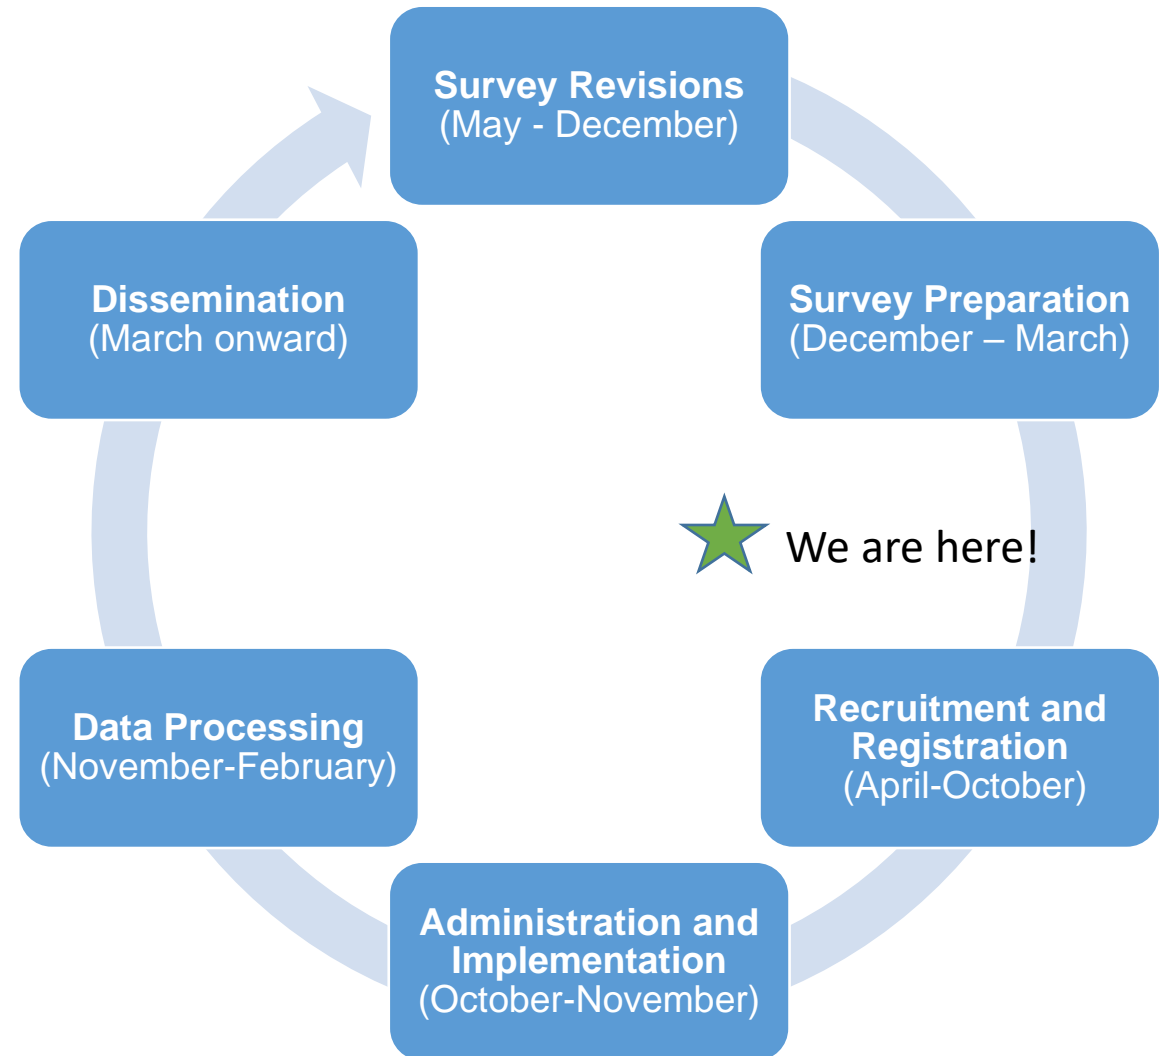 Survey Revisions
(May - December)
Survey Preparation
(December – March)
We are here!
Recruitment and
Registration
(April-October)
Administration and
Implementation
(October-November)
Data Processing
(November-February)
Dissemination
(March onward)